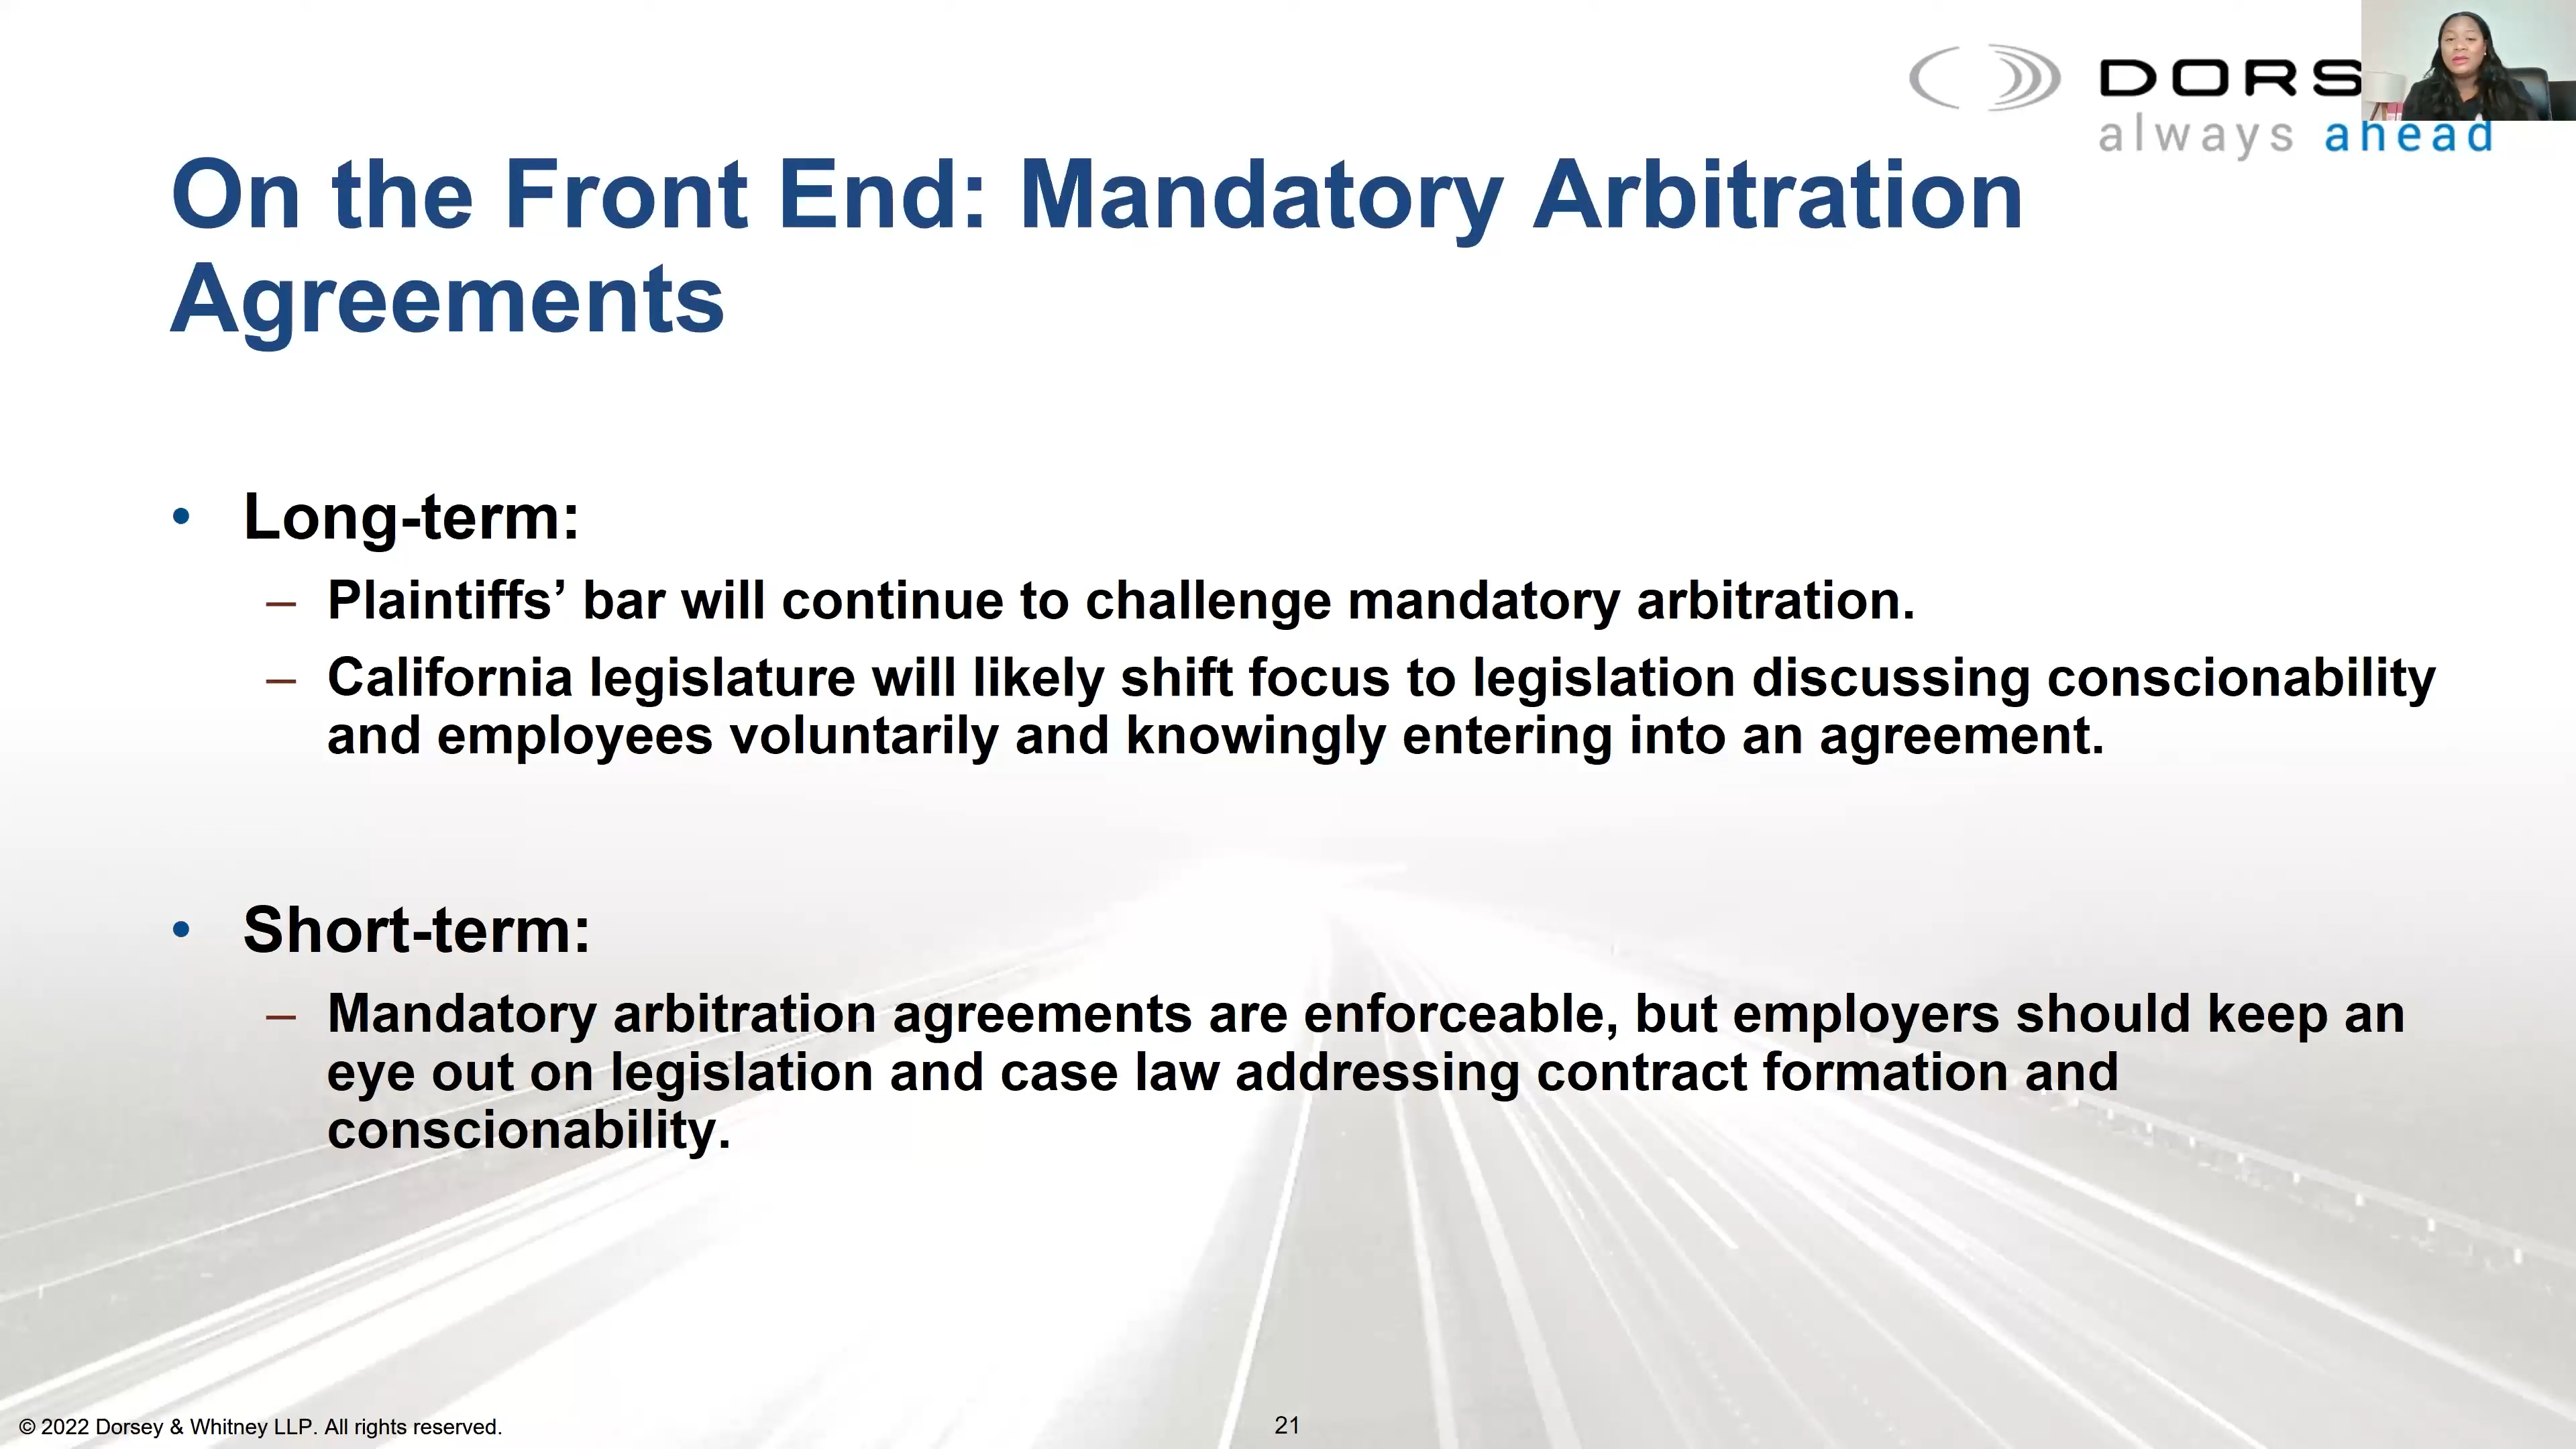 DORS
always ahead
On the Front End: Mandatory Arbitration
Agreements
• Long-term:
– Plaintiffs’ bar will continue to challenge mandatory arbitration.
– California legislature will likely shift focus to legislation discussing conscionability
and employees voluntarily and knowingly entering into an agreement.
• Short-term:
– Mandatory arbitration agreements are enforceable, but employers should keep an
eye out on legislation and case law addressing contract formation and
conscionability.
© 2022 Dorsey & Whitney LLP. All rights reserved.
21